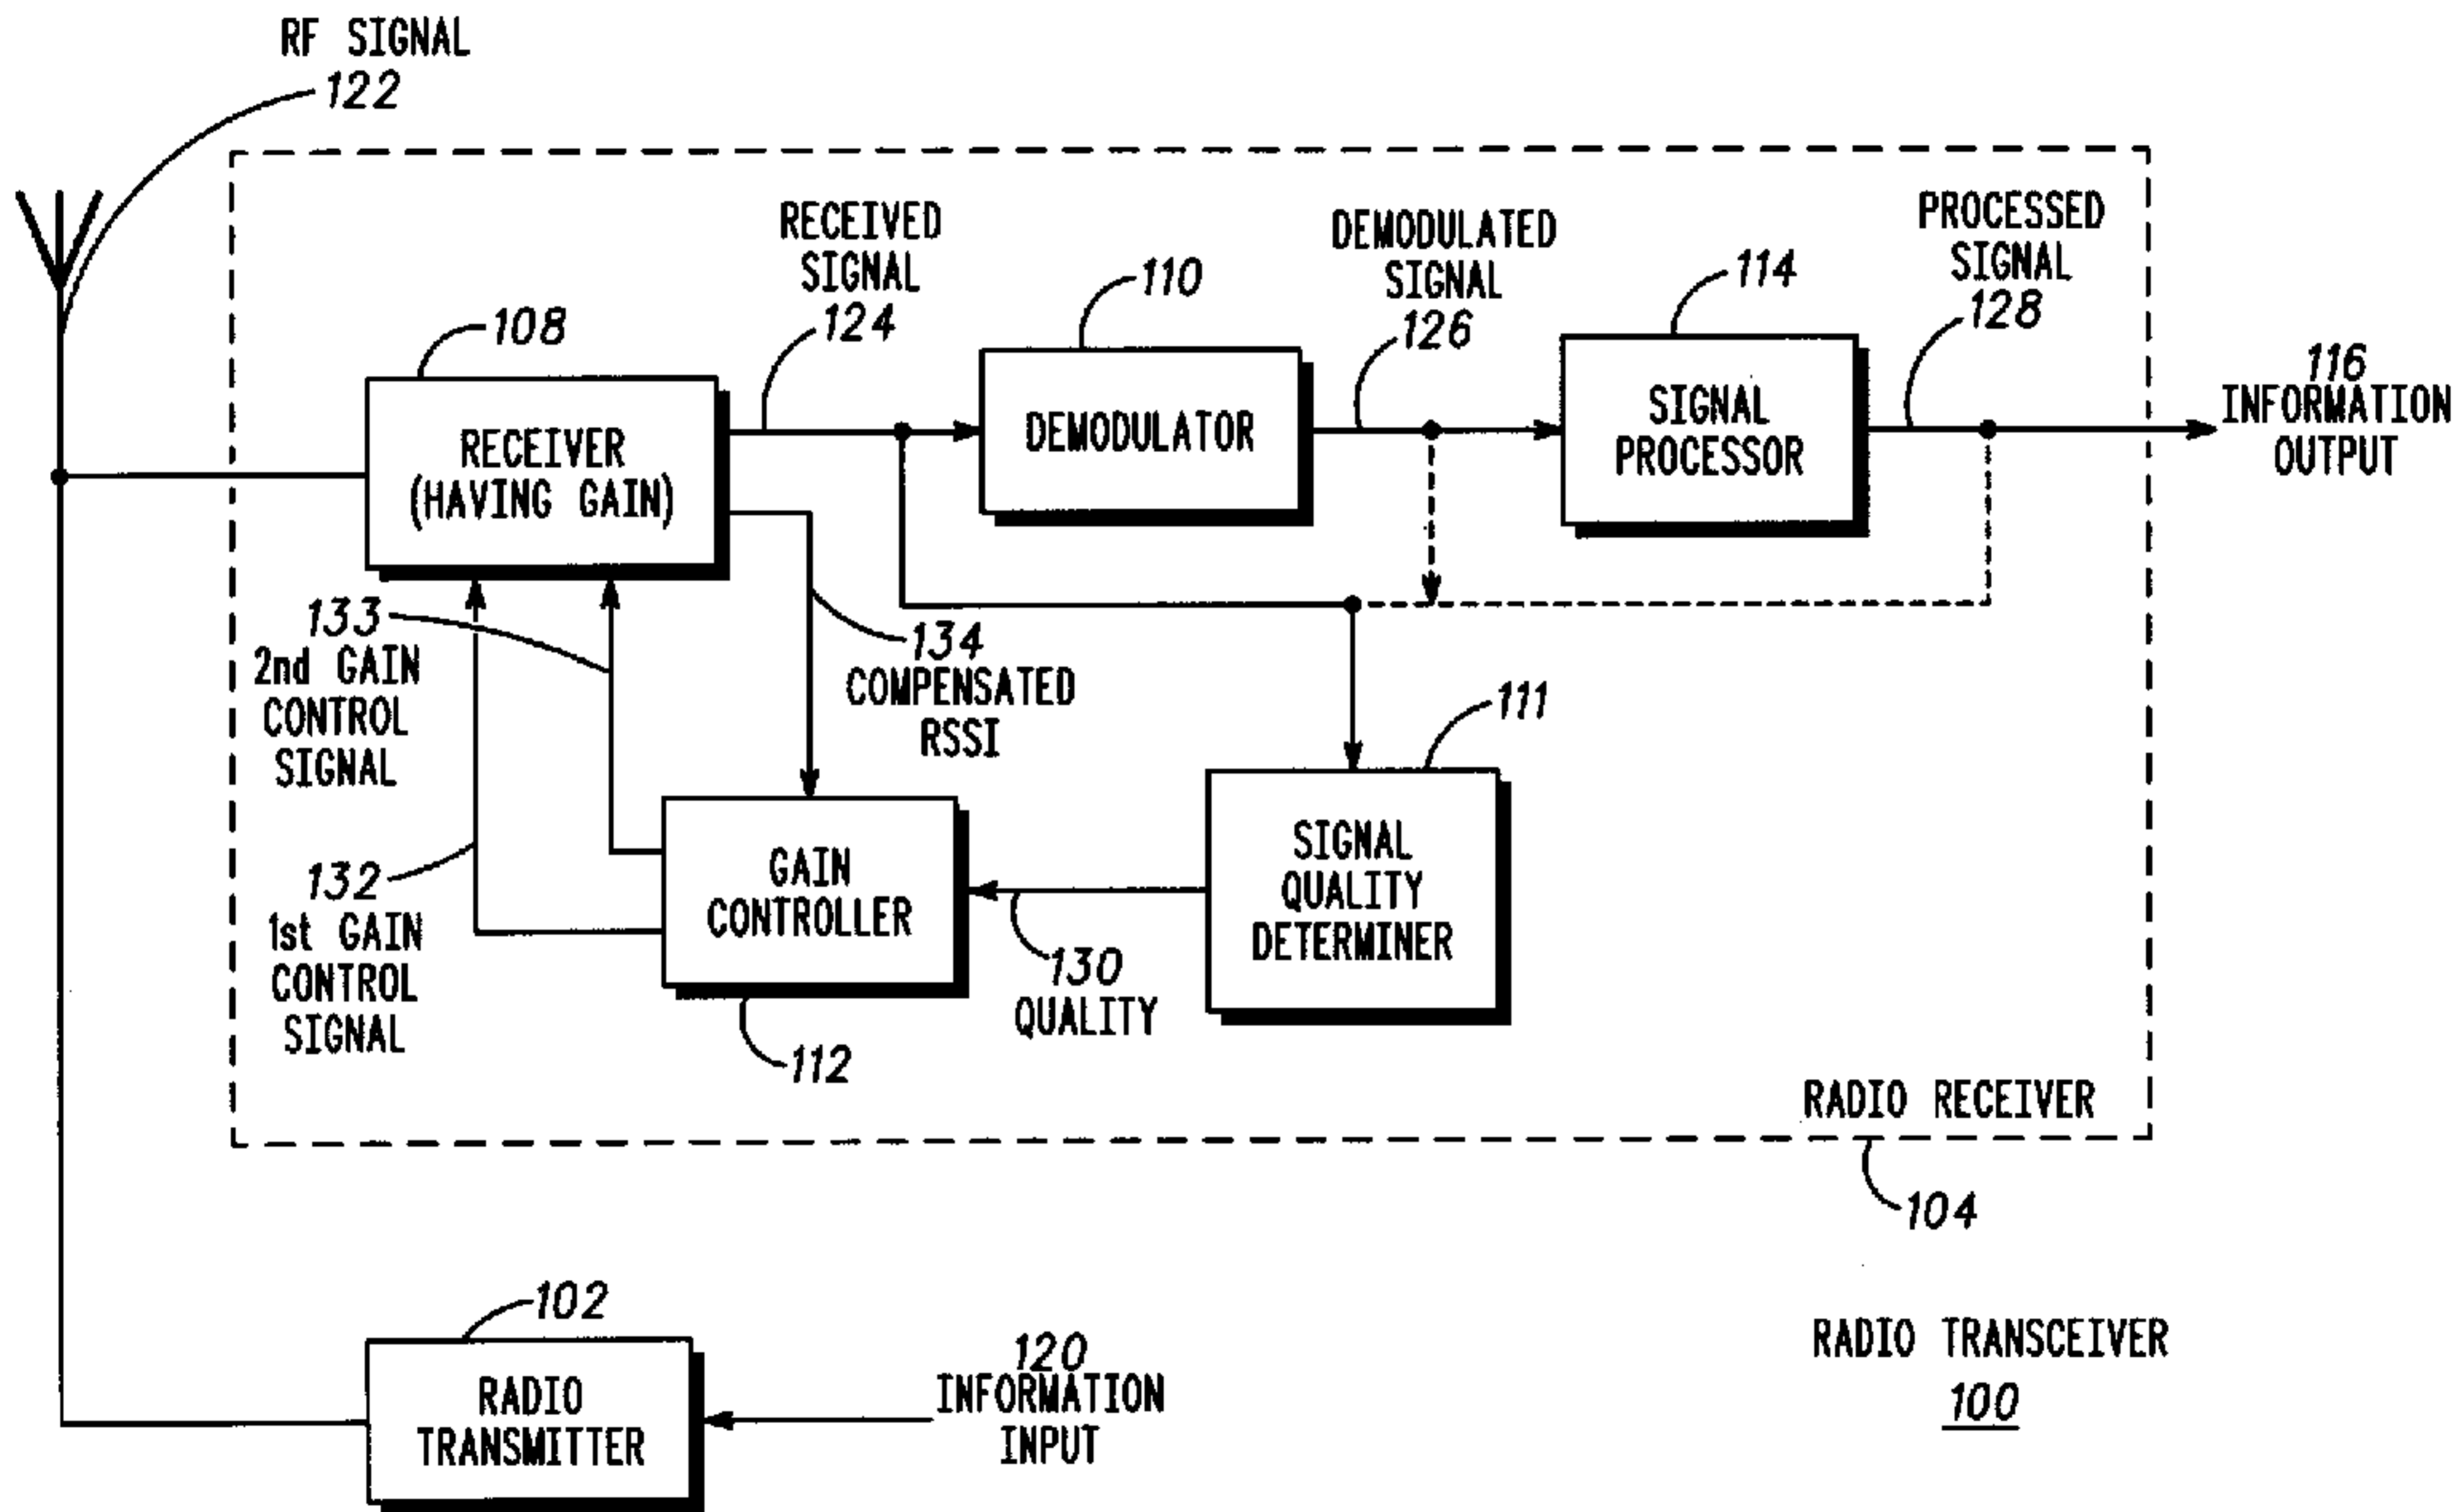 RF SIGNAL
122
RECEIVED
SIGNAL
124
110
DEMODULATED
SIGNAL
126
114
PROCESSED
SIGNAL
128
108
RECEIVER
(HAVING GAIN)
DEMODULATOR
SIGNAL
PROCESSOR
116
INFORMATION
OUTPUT
133
2nd GAIN
CONTROL
SIGNAL
134
COMPENSATED
RSSI
111
132
1st GAIN
CONTROL
SIGNAL
GAIN
CONTROLLER
112
130
QUALITY
SIGNAL
QUALITY
DETERMINER
RADIO RECEIVER
104
102
RADIO
TRANSMITTER
120
INFORMATION
INPUT
RADIO TRANSCEIVER
100